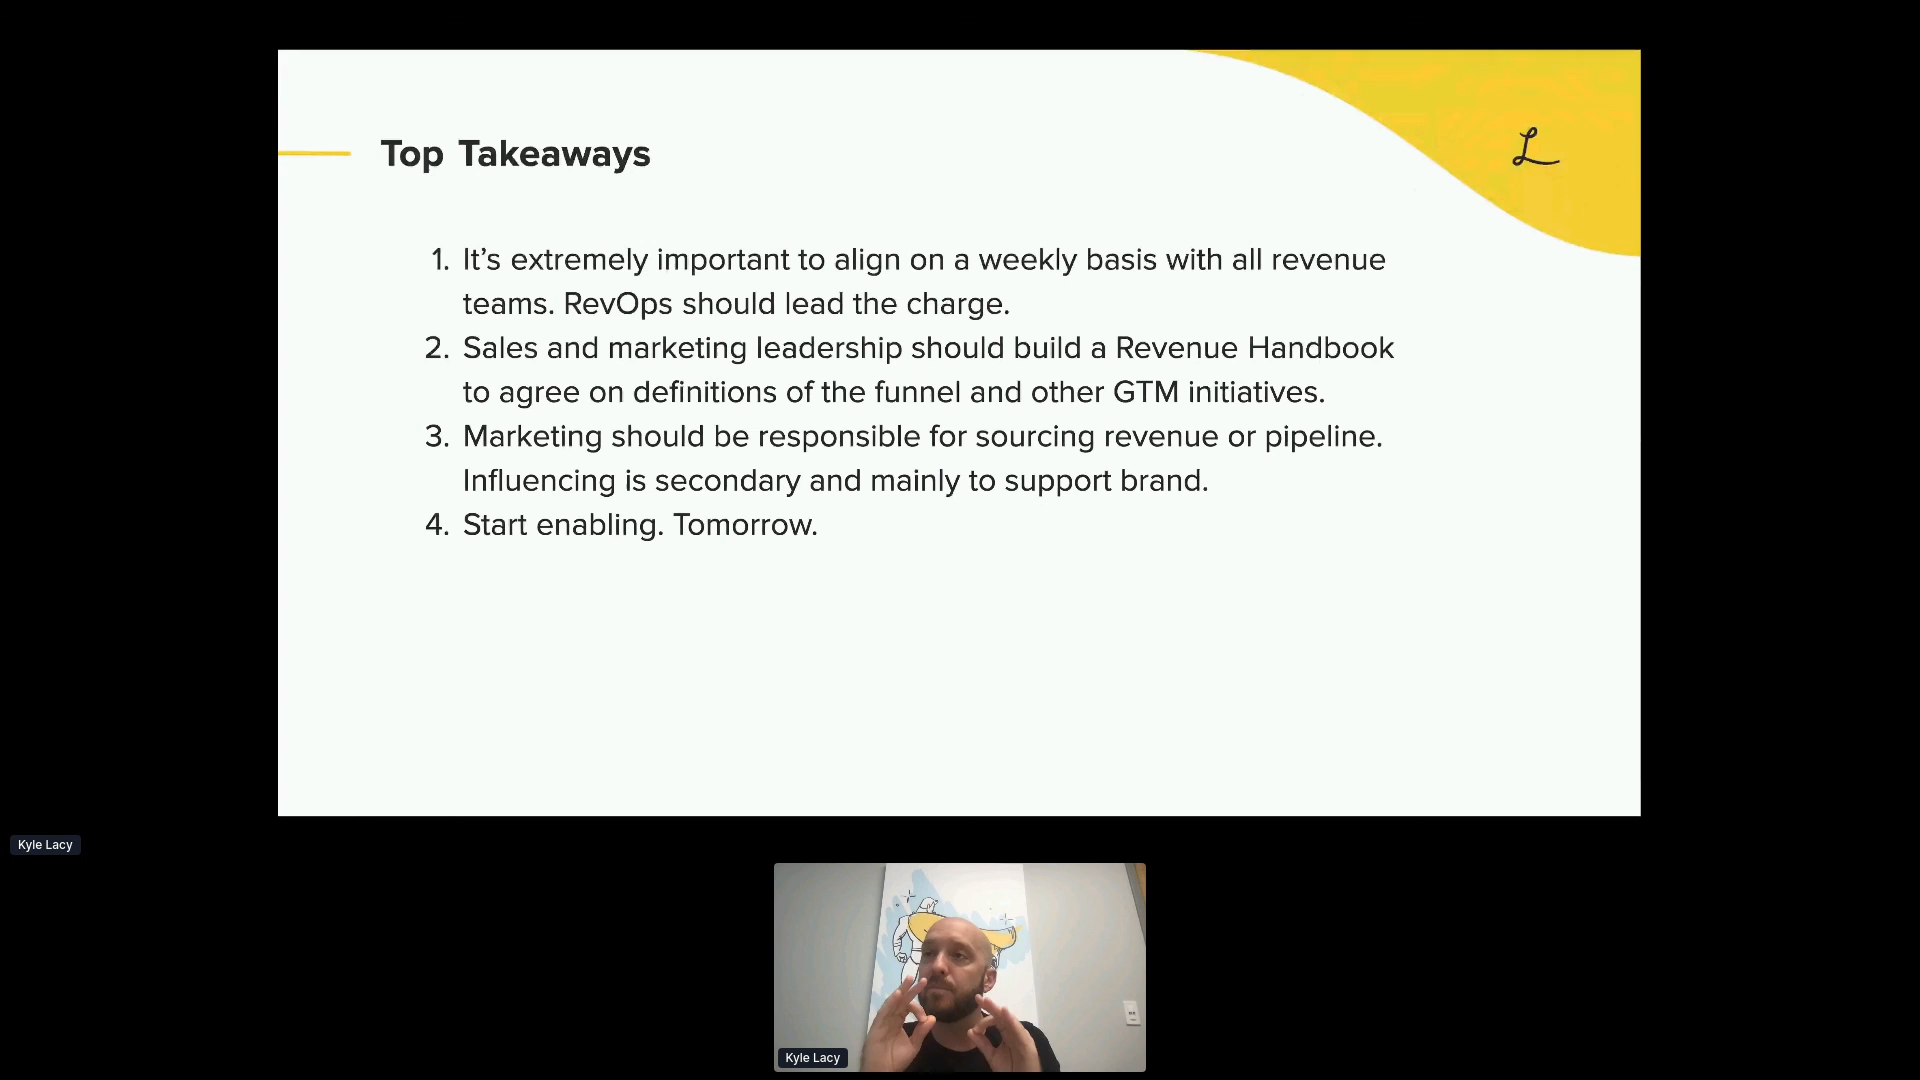 Top Takeaways
L
1. It’s extremely important to align on a weekly basis with all revenue
teams. RevOps should lead the charge.
2. Sales and marketing leadership should build a Revenue Handbook
to agree on definitions of the funnel and other GTM initiatives.
3. Marketing should be responsible for sourcing revenue or pipeline.
Influencing is secondary and mainly to support brand.
4. Start enabling. Tomorrow.
Kyle Lacy
Kyle Lacy